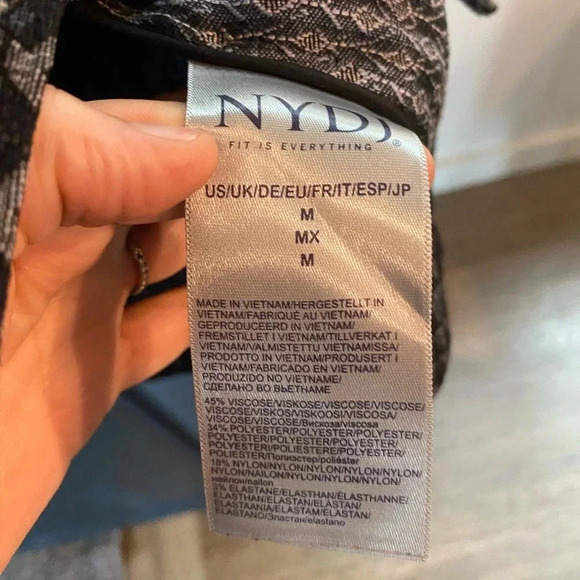 NYDJ®
FIT IS EVERYTHING
US/UK/DE/EU/FR/IT/ESP/JP
M
MX
M
MADE IN VIETNAM/HERGESTELLT IN
VIETNAM/FABRIQUÉ AU VIETNAM/
GEPRODUCEERD IN VIETNAM/
FREMSTILLET I VIETNAM/TILLVERKAT I
VIETNAM/VALMISTETTU VIETNAMISSA/
PRODOTTO IN VIETNAM/PRODUSERT I
VIETNAM/FABRICADO EN VIETNAM/
PRODUZIDO NO VIETNAME/
СДЕЛАНО ВО ВЬЕТНАМЕ
45% VISCOSE/VISKOSE/VISCOSE/VISCOSE/
VISCOSE/VISKOS/VISKOOSI/VISCOSA/
VISCOSE/VISCOSE/Вискоза/viscosa
34% POLYESTER/POLYESTER/POLYESTER/
POLYESTER/POLYESTER/POLYESTER/
POLYESTERI/POLIESTERE/POLYESTER/
POLIESTER/Полиэстер/poliéster
18% NYLON/NYLON/NYLON/NYLON/NYLON/
NYLON/NAILON/NYLON/NYLON/NYLON/
нейлон/nailon
3% ELASTANE/ELASTHAN/ÉLASTHANNE/
ELASTHAN/ELASTAN/ELASTAN/
ELASTAANIA/ELASTAM/ELASTAN/
ELASTANO/Эластан/elastano